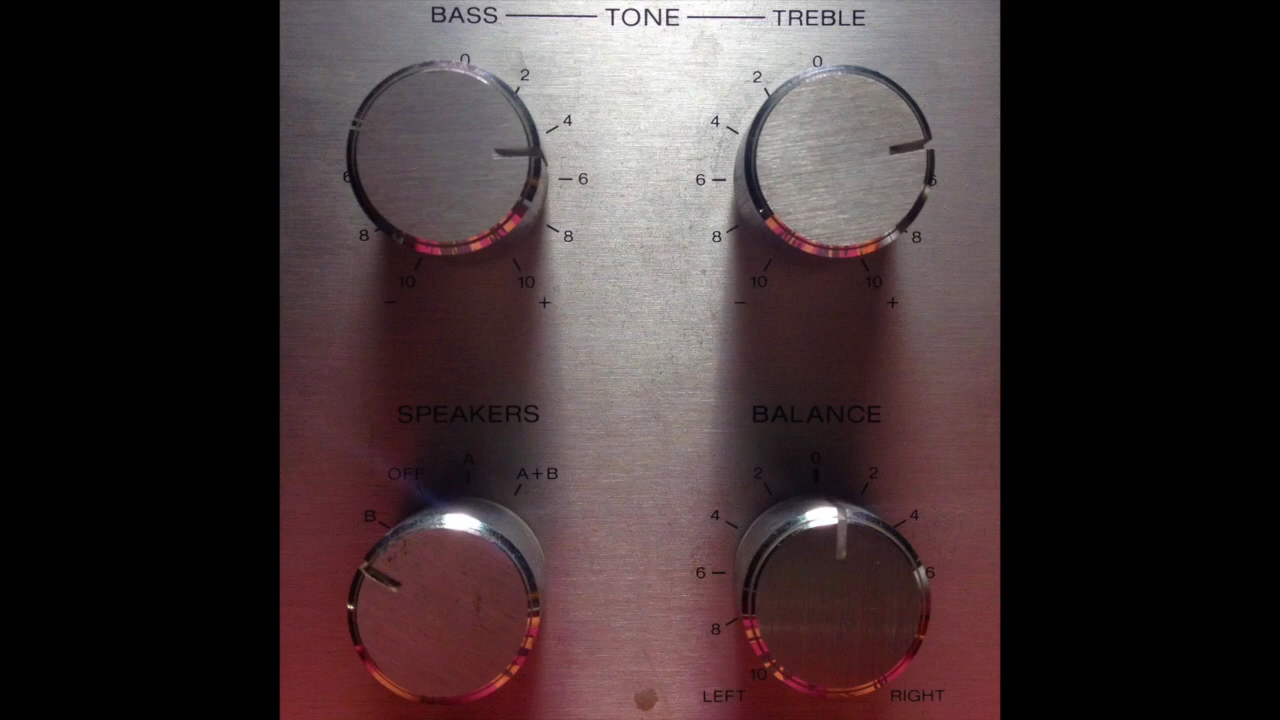 BASS TONE TREBLE
0 2 4 6 8 10 + - 10 8 6
0 2 4 6 8 10 - + 10 8 6
SPEAKERS BALANCE
OFF A A+B B
0 2 4 6 8 10 2 4 6
LEFT RIGHT